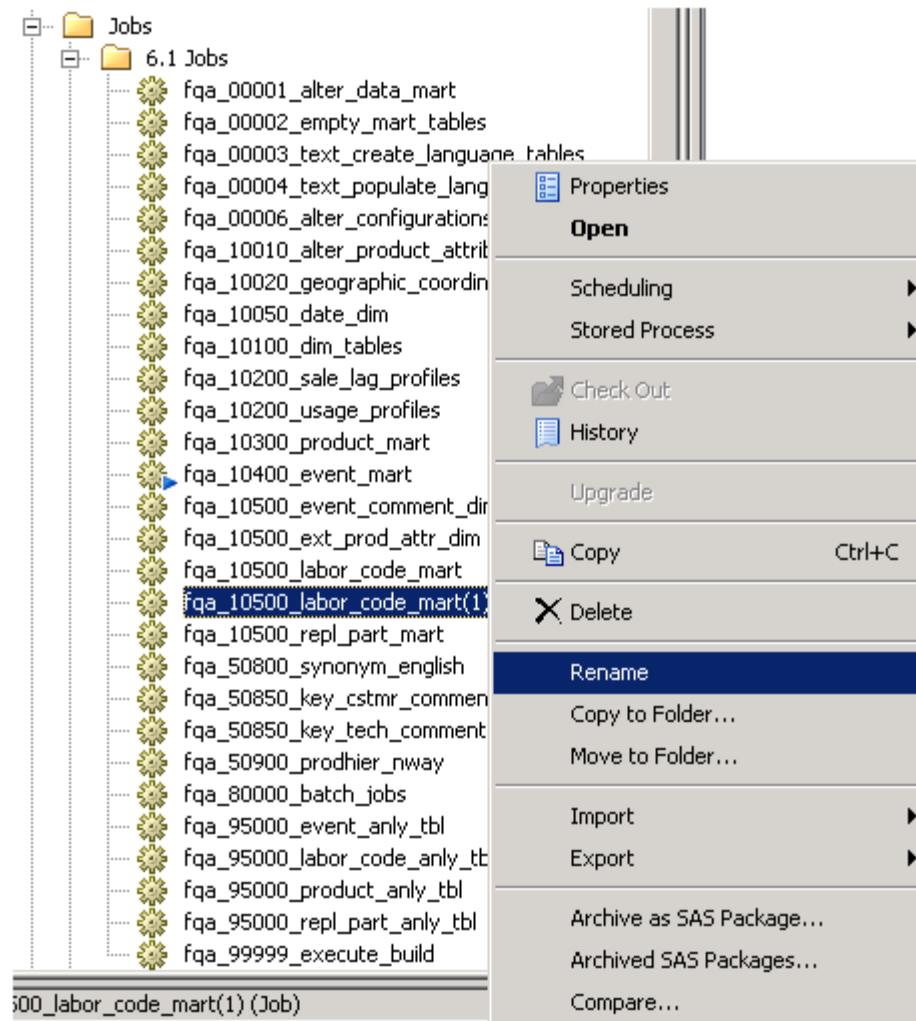 Jobs
6.1 Jobs
fqa_00001_alter_data_mart
fqa_00002_empty_mart_tables
fqa_00003_text_create_language_tables
fqa_00004_text_populate_lang
fqa_00006_alter_configurations
fqa_10010_alter_product_attrib
fqa_10020_geographic_coordin
fqa_10050_date_dim
fqa_10100_dim_tables
fqa_10200_sale_lag_profiles
fqa_10200_usage_profiles
fqa_10300_product_mart
fqa_10400_event_mart
fqa_10500_event_comment_dim
fqa_10500_ext_prod_attr_dim
fqa_10500_labor_code_mart
fqa_10500_labor_code_mart(1)
fqa_10500_repl_part_mart
fqa_50800_synonym_english
fqa_50850_key_cstmr_commen
fqa_50850_key_tech_comment
fqa_50900_prodhier_nway
fqa_80000_batch_jobs
fqa_95000_event_anly_tbl
fqa_95000_labor_code_anly_tb
fqa_95000_product_anly_tbl
fqa_95000_repl_part_anly_tbl
fqa_99999_execute_build
500_labor_code_mart(1) (Job)
Properties
Open
Scheduling
Stored Process
Check Out
History
Upgrade
Copy Ctrl+C
Delete
Rename
Copy to Folder...
Move to Folder...
Import
Export
Archive as SAS Package...
Archived SAS Packages...
Compare...